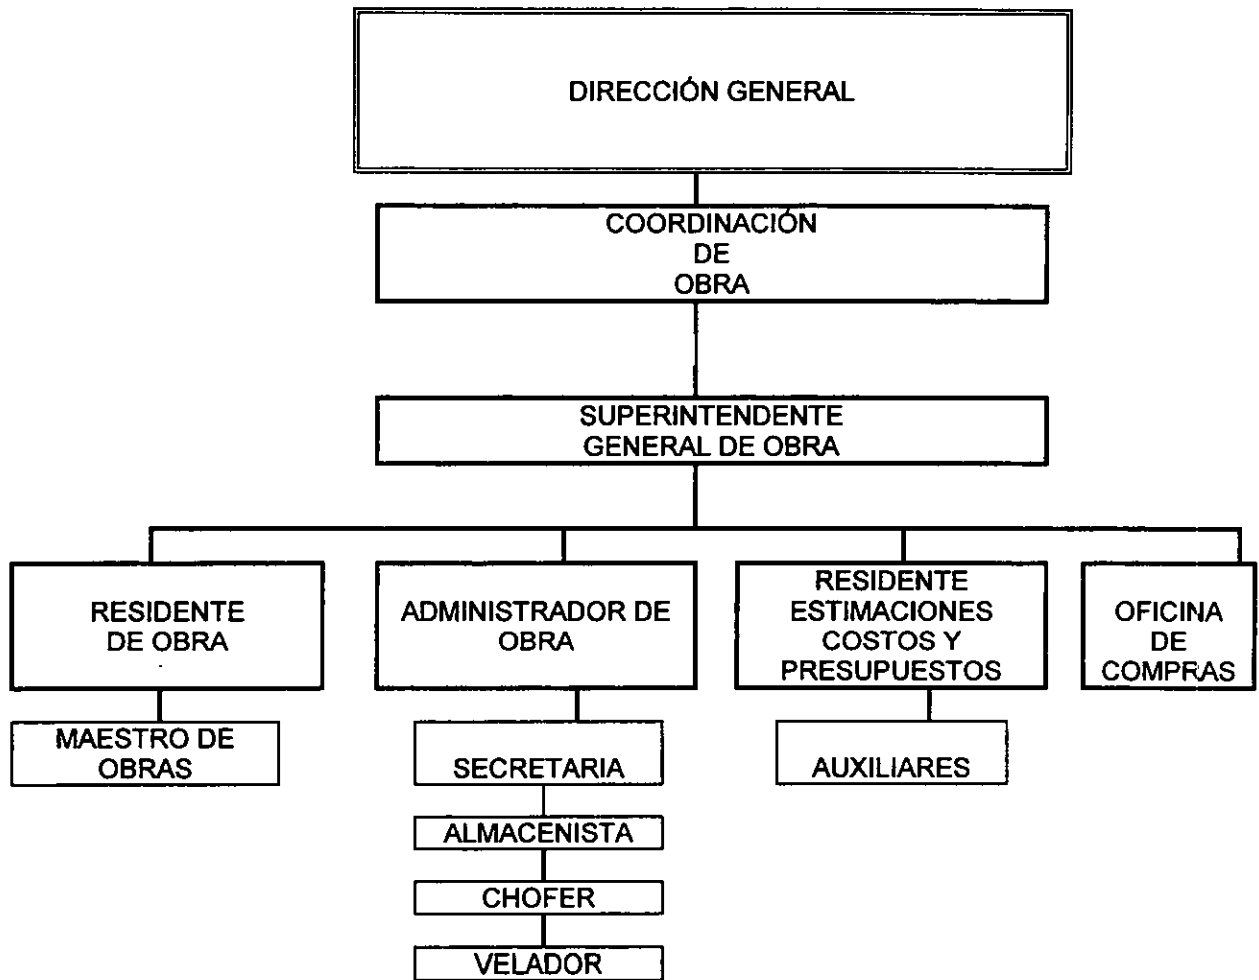 DIRECCIÓN GENERAL
COORDINACIÓN
DE
OBRA
SUPERINTENDENTE
GENERAL DE OBRA
RESIDENTE
DE OBRA
ADMINISTRADOR DE
OBRA
RESIDENTE
ESTIMACIONES
COSTOS Y
PRESUPUESTOS
OFICINA
DE
COMPRAS
MAESTRO DE
OBRAS
SECRETARIA
AUXILIARES
ALMACENISTA
CHOFER
VELADOR